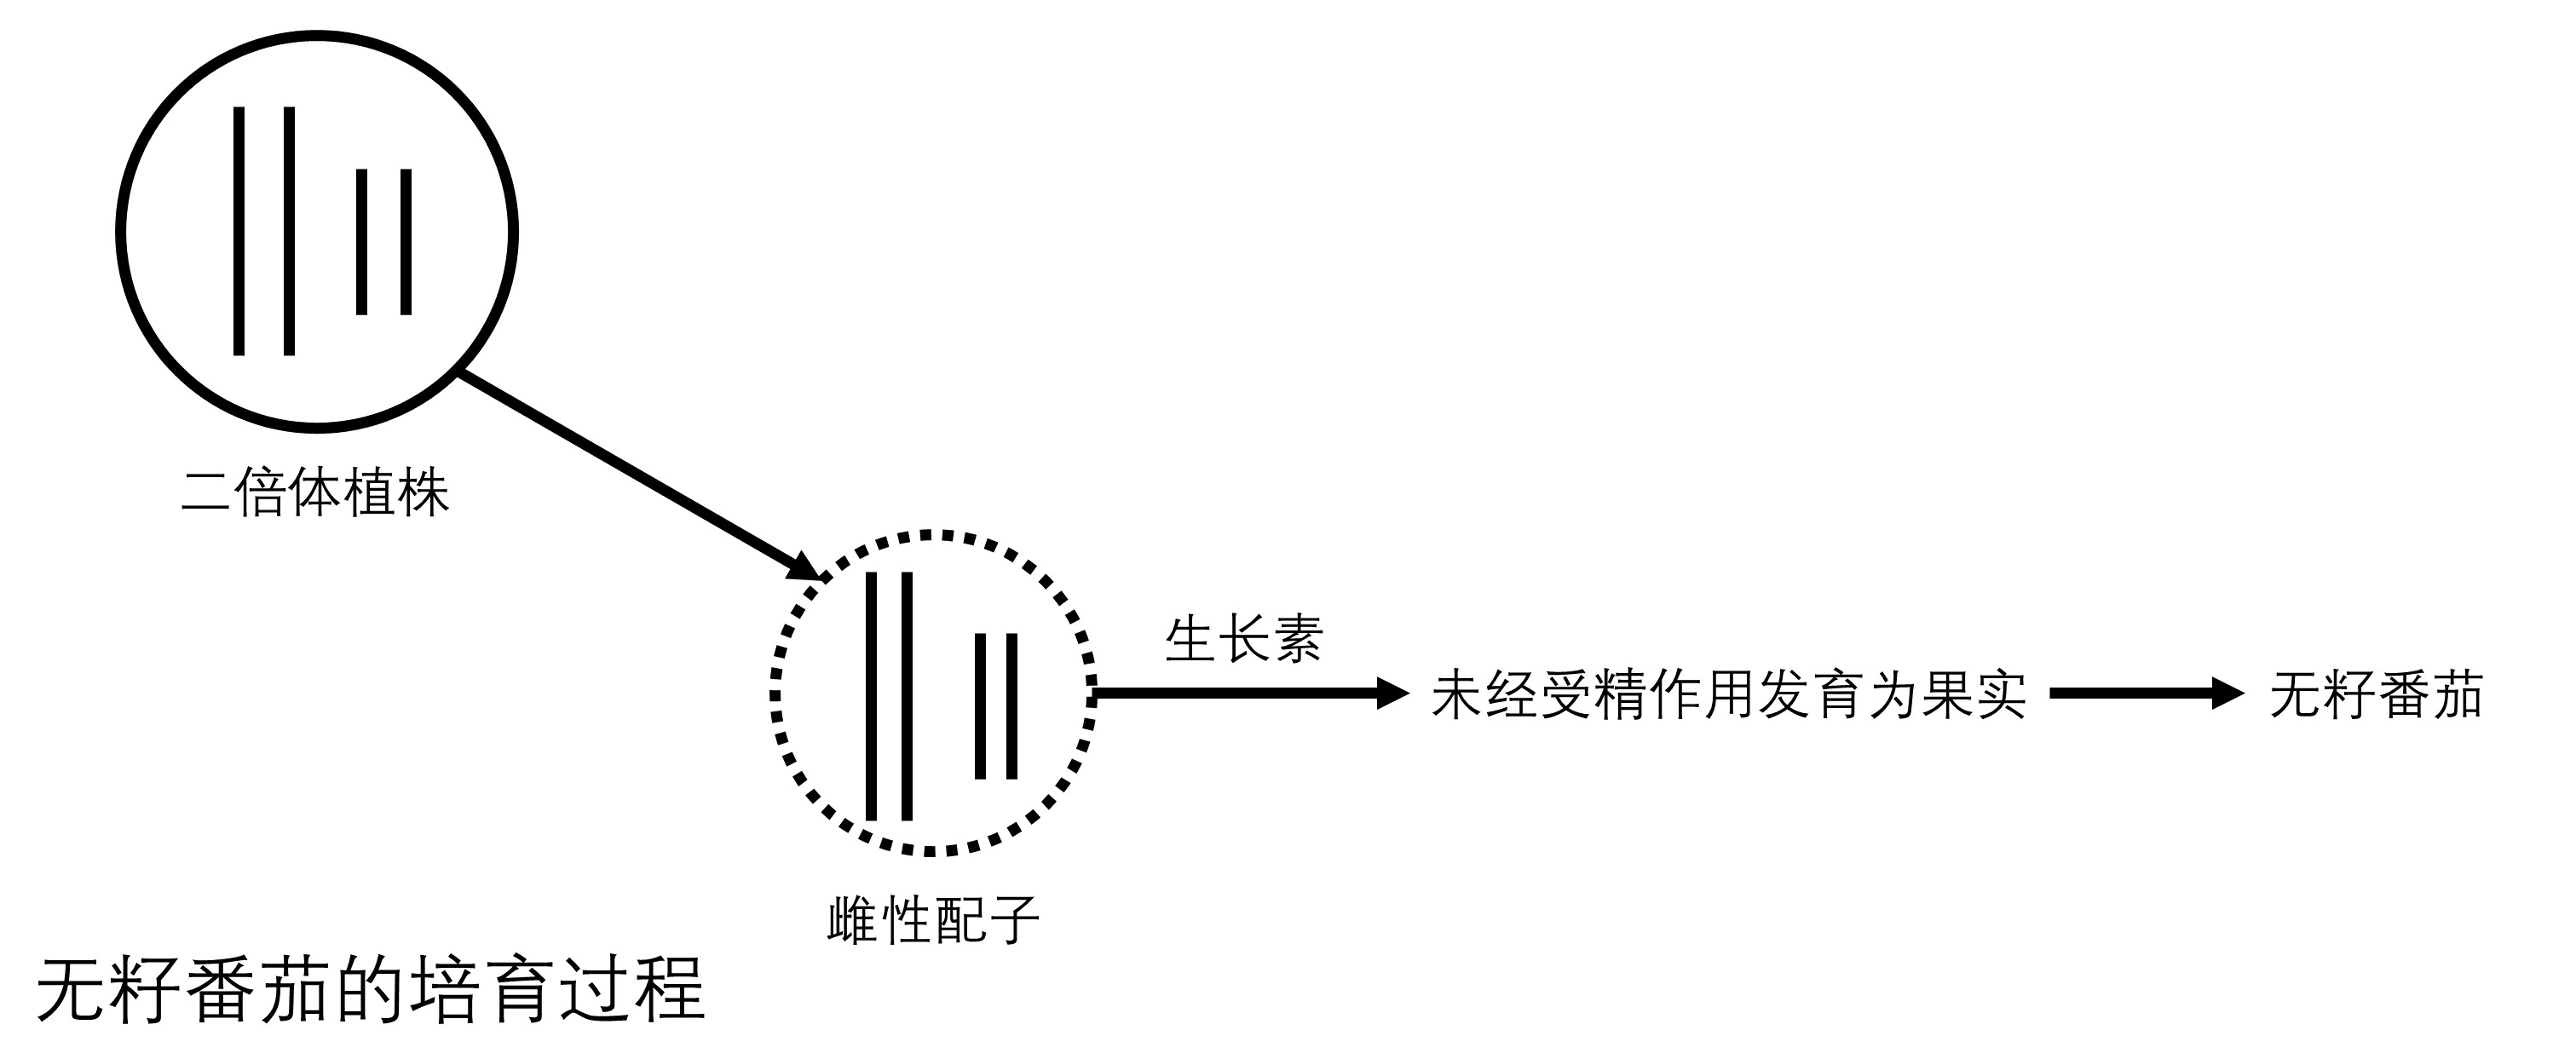 二倍体植株
生长素
未经受精作用发育为果实
无籽番茄
雌性配子
无籽番茄的培育过程